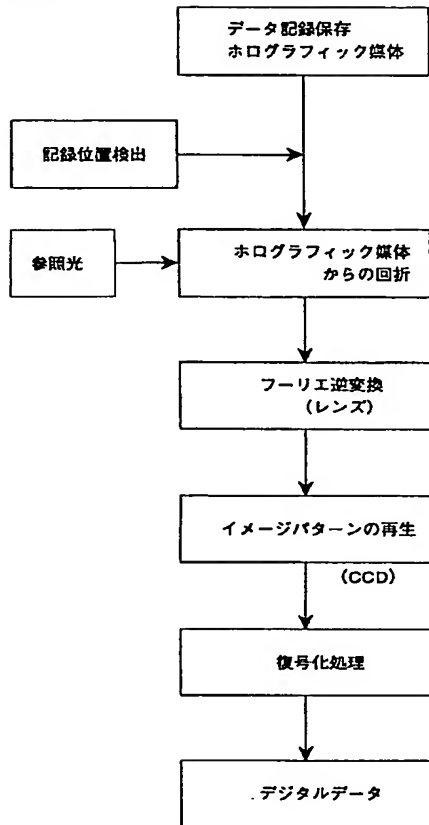 データ記録保存
ホログラフィック媒体
記録位置検出
参照光
ホログラフィック媒体
からの回折
フーリエ逆変換
（レンズ）
イメージパターンの再生
（CCD）
復号化処理
デジタルデータ